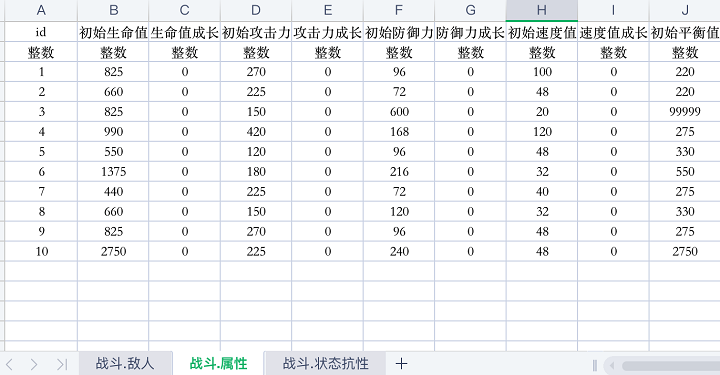 A B C D E F G H I J
id 初始生命值 生命值成长 初始攻击力 攻击力成长 初始防御力 防御力成长 初始速度值 速度值成长 初始平衡值
整数 整数 整数 整数 整数 整数 整数 整数 整数 整数
1 825 0 270 0 96 0 100 0 220
2 660 0 225 0 72 0 48 0 220
3 825 0 150 0 600 0 20 0 99999
4 990 0 420 0 168 0 120 0 275
5 550 0 120 0 96 0 48 0 330
6 1375 0 180 0 216 0 32 0 550
7 440 0 225 0 72 0 40 0 275
8 660 0 150 0 120 0 32 0 330
9 825 0 270 0 96 0 48 0 275
10 2750 0 225 0 240 0 48 0 2750
战斗.敌人 战斗.属性 战斗.状态抗性